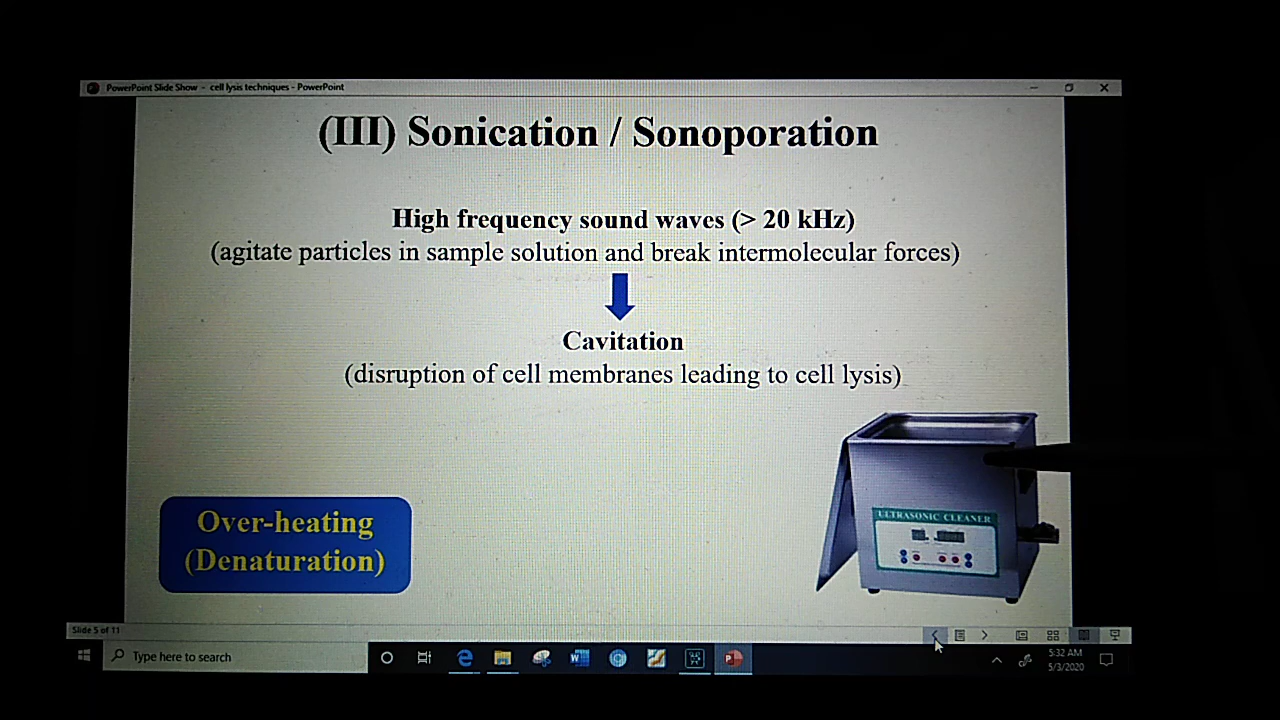 PowerPoint Slide Show - cell lysis techniques - PowerPoint
(III) Sonication / Sonoporation
High frequency sound waves (> 20 kHz)
(agitate particles in sample solution and break intermolecular forces)
Cavitation
(disruption of cell membranes leading to cell lysis)
ULTRASONIC CLEANER
Over-heating
(Denaturation)
Slide 5 of 11
Type here to search
5:32 AM
5/3/2020